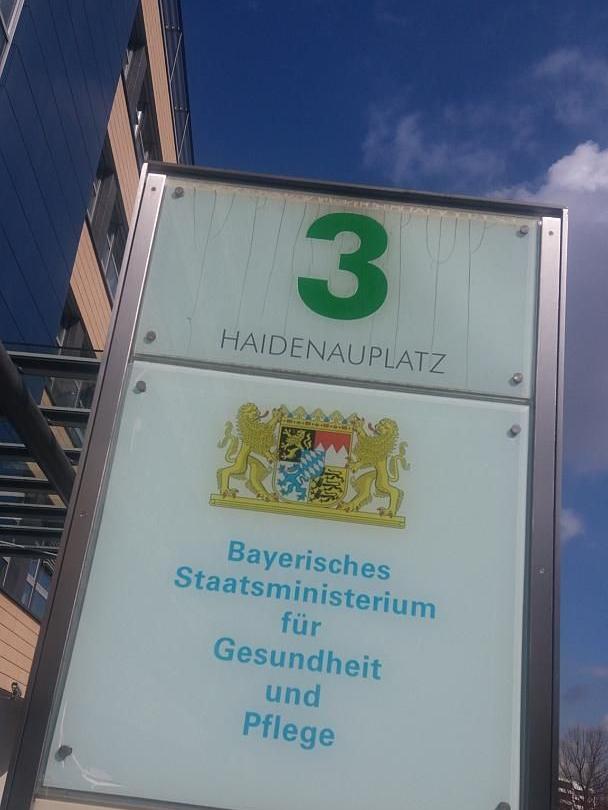 3
HAIDENAUPLATZ
Bayerisches
Staatsministerium
für
Gesundheit
und
Pflege